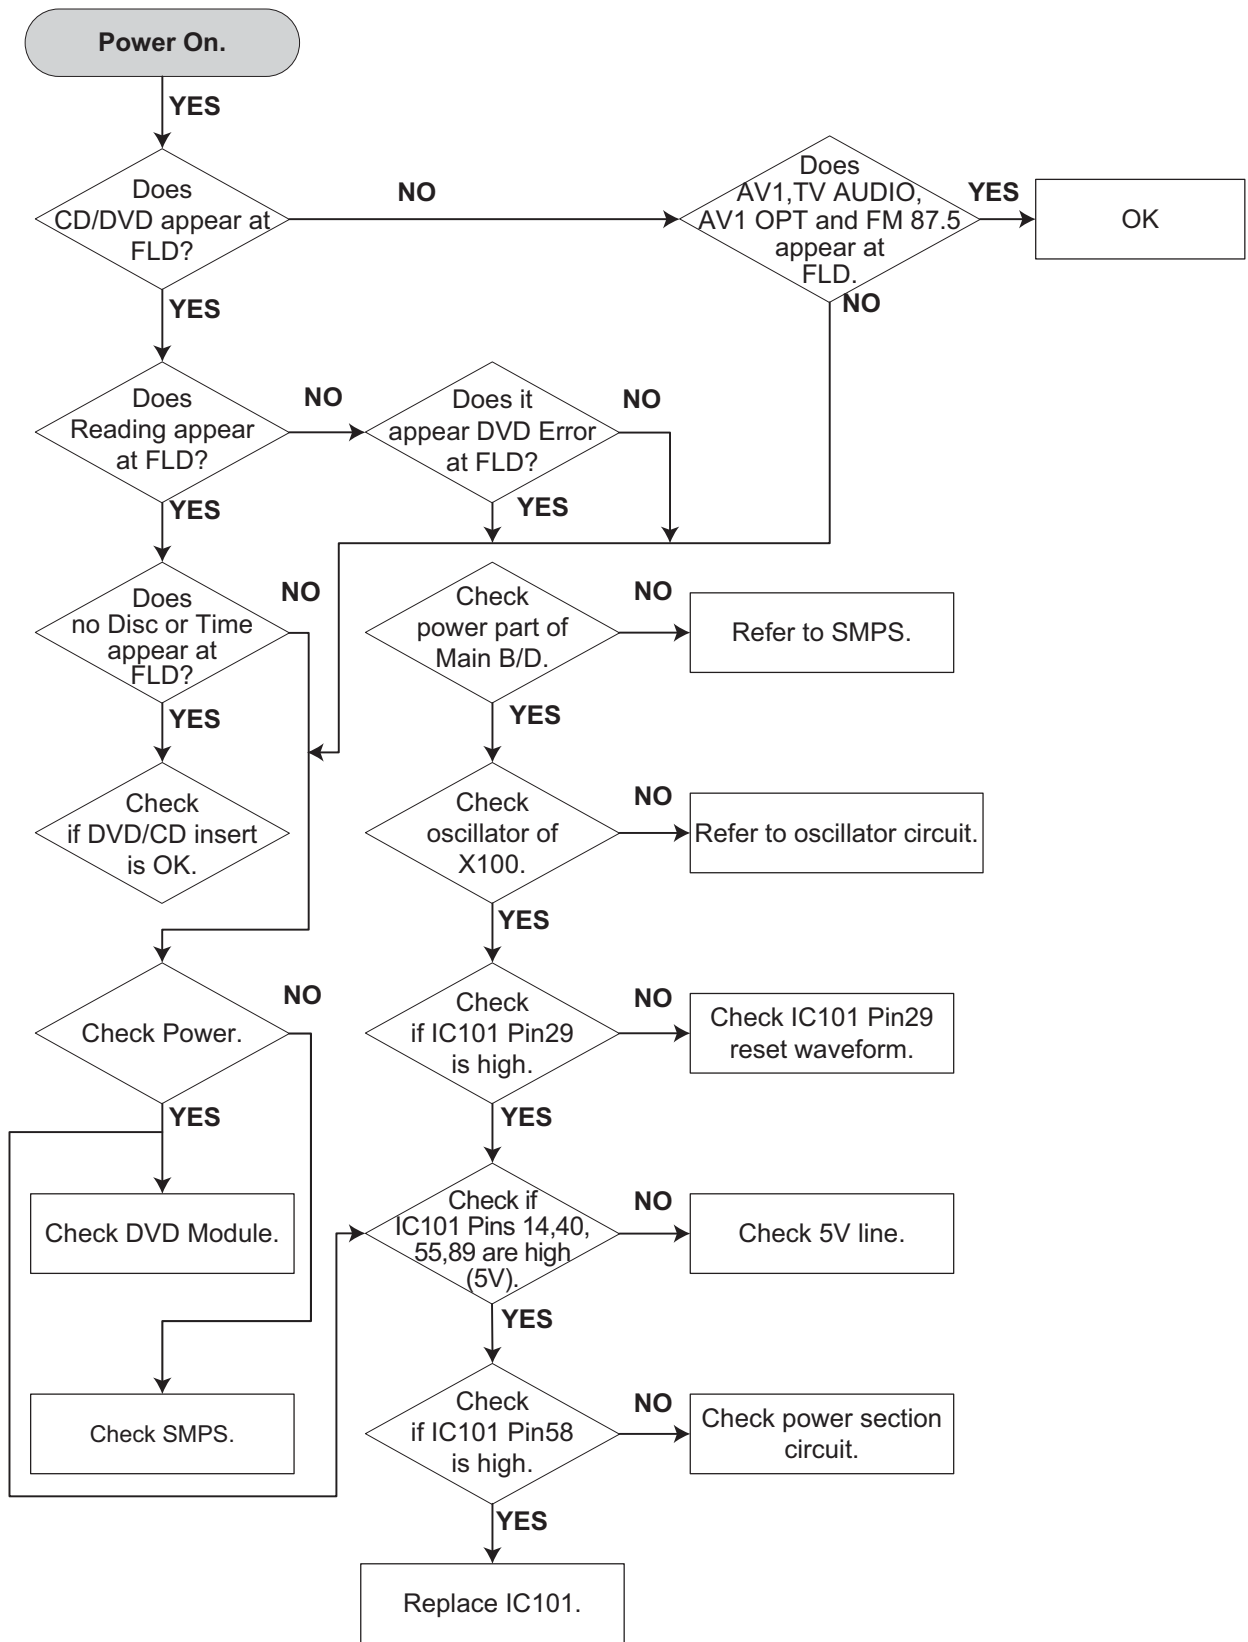 Power On.
YES
Does
CD/DVD appear at
FLD?
NO
Does
AV1,TV AUDIO,
AV1 OPT and FM 87.5
appear at
FLD.
YES
OK
NO
YES
Does
Reading appear
at FLD?
NO
Does it
appear DVD Error
at FLD?
NO
YES
YES
Does
no Disc or Time
appear at
FLD?
NO
YES
Check
if DVD/CD insert
is OK.
Check
power part of
Main B/D.
NO
Refer to SMPS.
YES
Check
oscillator of
X100.
NO
Refer to oscillator circuit.
YES
Check Power.
NO
YES
Check DVD Module.
Check SMPS.
Check
if IC101 Pin29
is high.
NO
Check IC101 Pin29
reset waveform.
YES
Check if
IC101 Pins 14,40,
55,89 are high
(5V).
NO
Check 5V line.
YES
Check
if IC101 Pin58
is high.
NO
Check power section
circuit.
YES
Replace IC101.